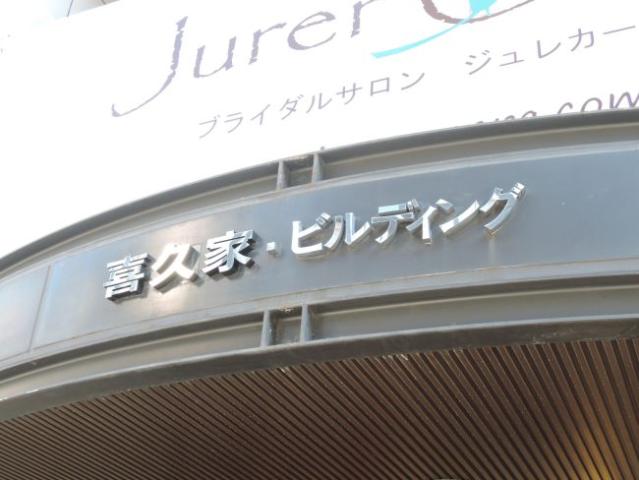 Jurer
ブライダルサロン ジュレカー
.com
喜久家・ビルディング